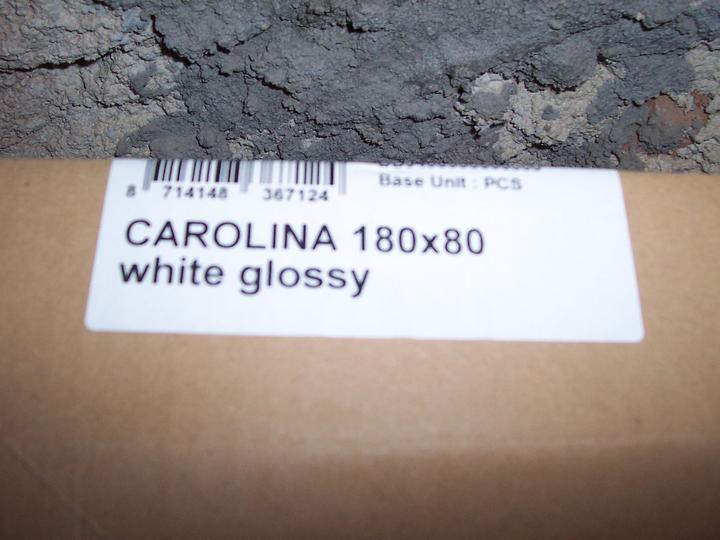 8 714148 367124
Base Unit : PCS
CAROLINA 180x80
white glossy